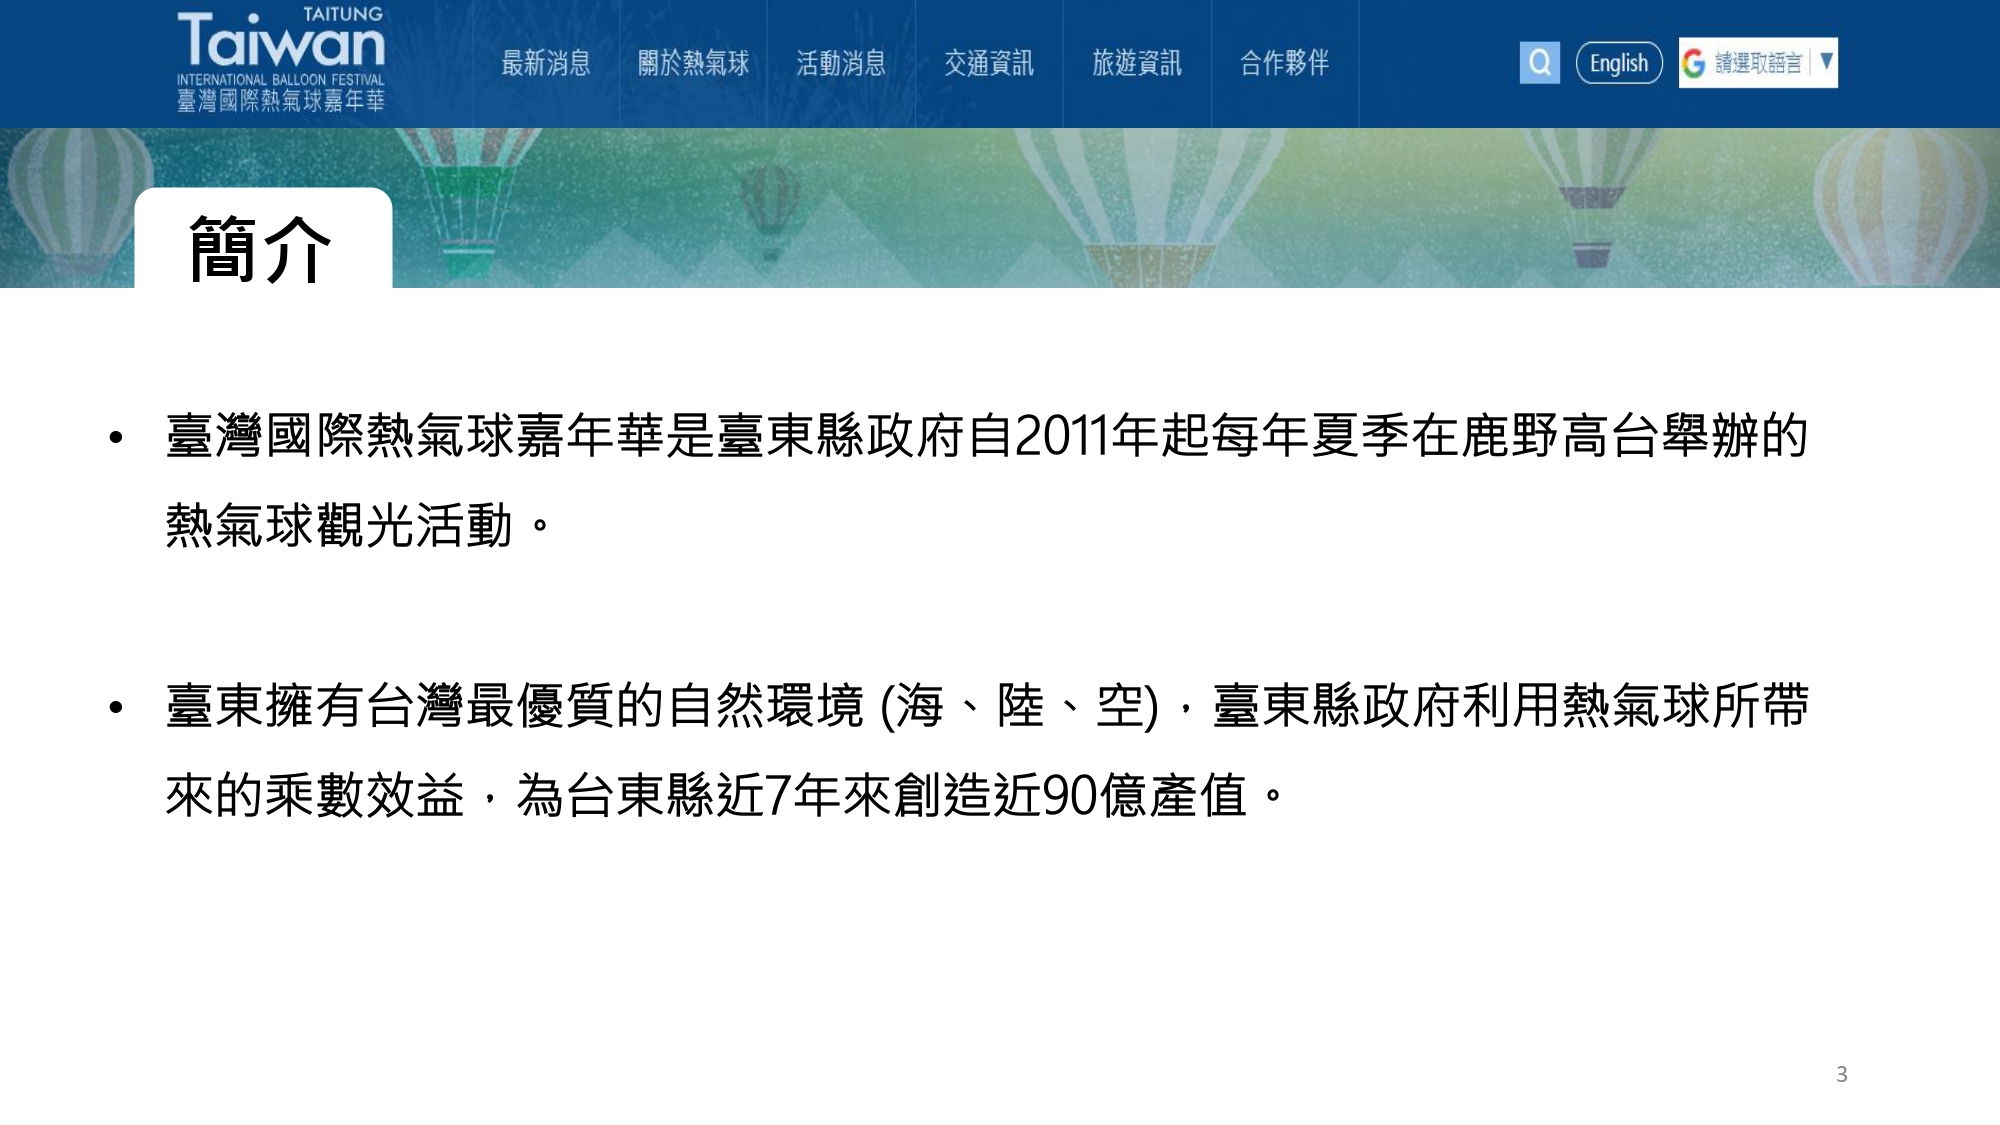 TAITUNG
Taiwan
INTERNATIONAL BALLOON FESTIVAL
臺灣國際熱氣球嘉年華
最新消息 關於熱氣球 活動消息 交通資訊 旅遊資訊 合作夥伴 English 請選取語言 ▼
簡介
• 臺灣國際熱氣球嘉年華是臺東縣政府自2011年起每年夏季在鹿野高台舉辦的
熱氣球觀光活動。
• 臺東擁有台灣最優質的自然環境 (海、陸、空)，臺東縣政府利用熱氣球所帶
來的乘數效益，為台東縣近7年來創造近90億產值。
3